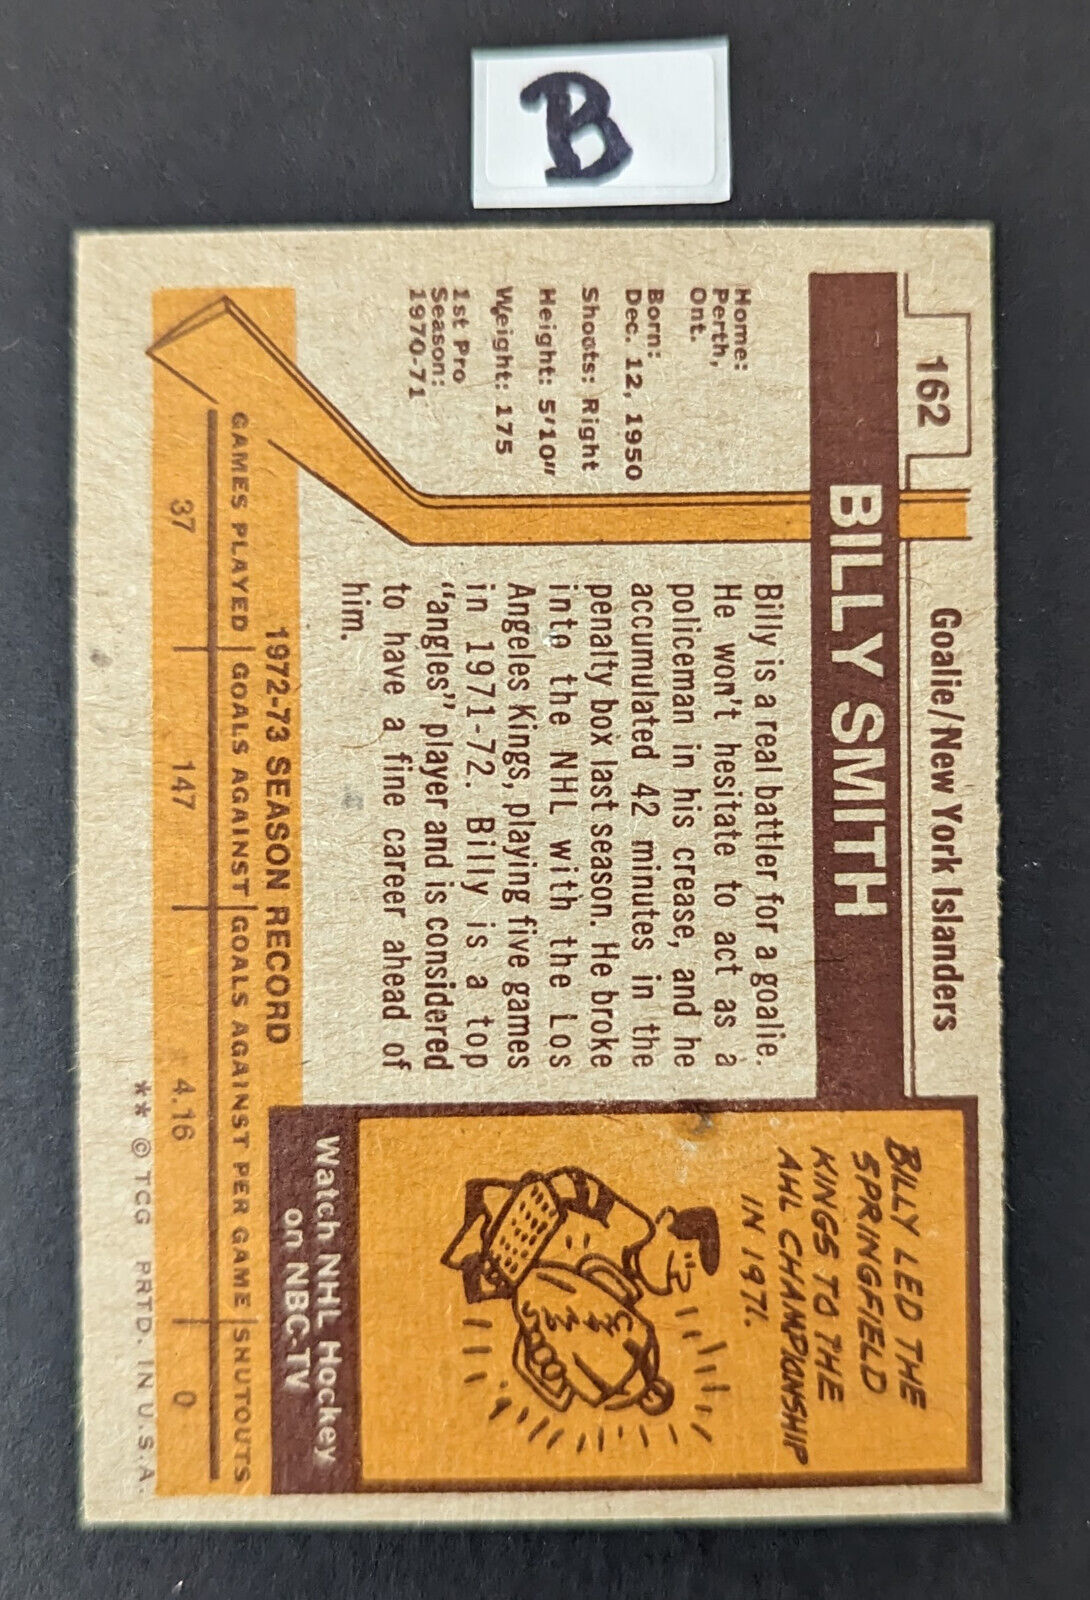 B
162
Goalie/New York Islanders
BILLY SMITH
Home:
Perth,
Ont.
Born:
Dec. 12, 1950
Shoots: Right
Height: 5'10"
Weight: 175
1st Pro
Season:
1970-71
Billy is a real battler for a goalie.
He won't hesitate to act as a
policeman in his crease, and he
accumulated 42 minutes in the
penalty box last season. He broke
into the NHL with the Los
Angeles Kings, playing five games
in 1971-72. Billy is a top
"angles" player and is considered
to have a fine career ahead of
him.
BILLY LED THE
SPRINGFIELD
KINGS TO THE
AHL CHAMPIONSHIP
IN 1971.
Watch NHL Hockey
on NBC-TV
1972-73 SEASON RECORD
GAMES PLAYED GOALS AGAINST GOALS AGAINST PER GAME SHUTOUTS
37 147 4.16 0
** © TCG PRTD. IN U.S.A.